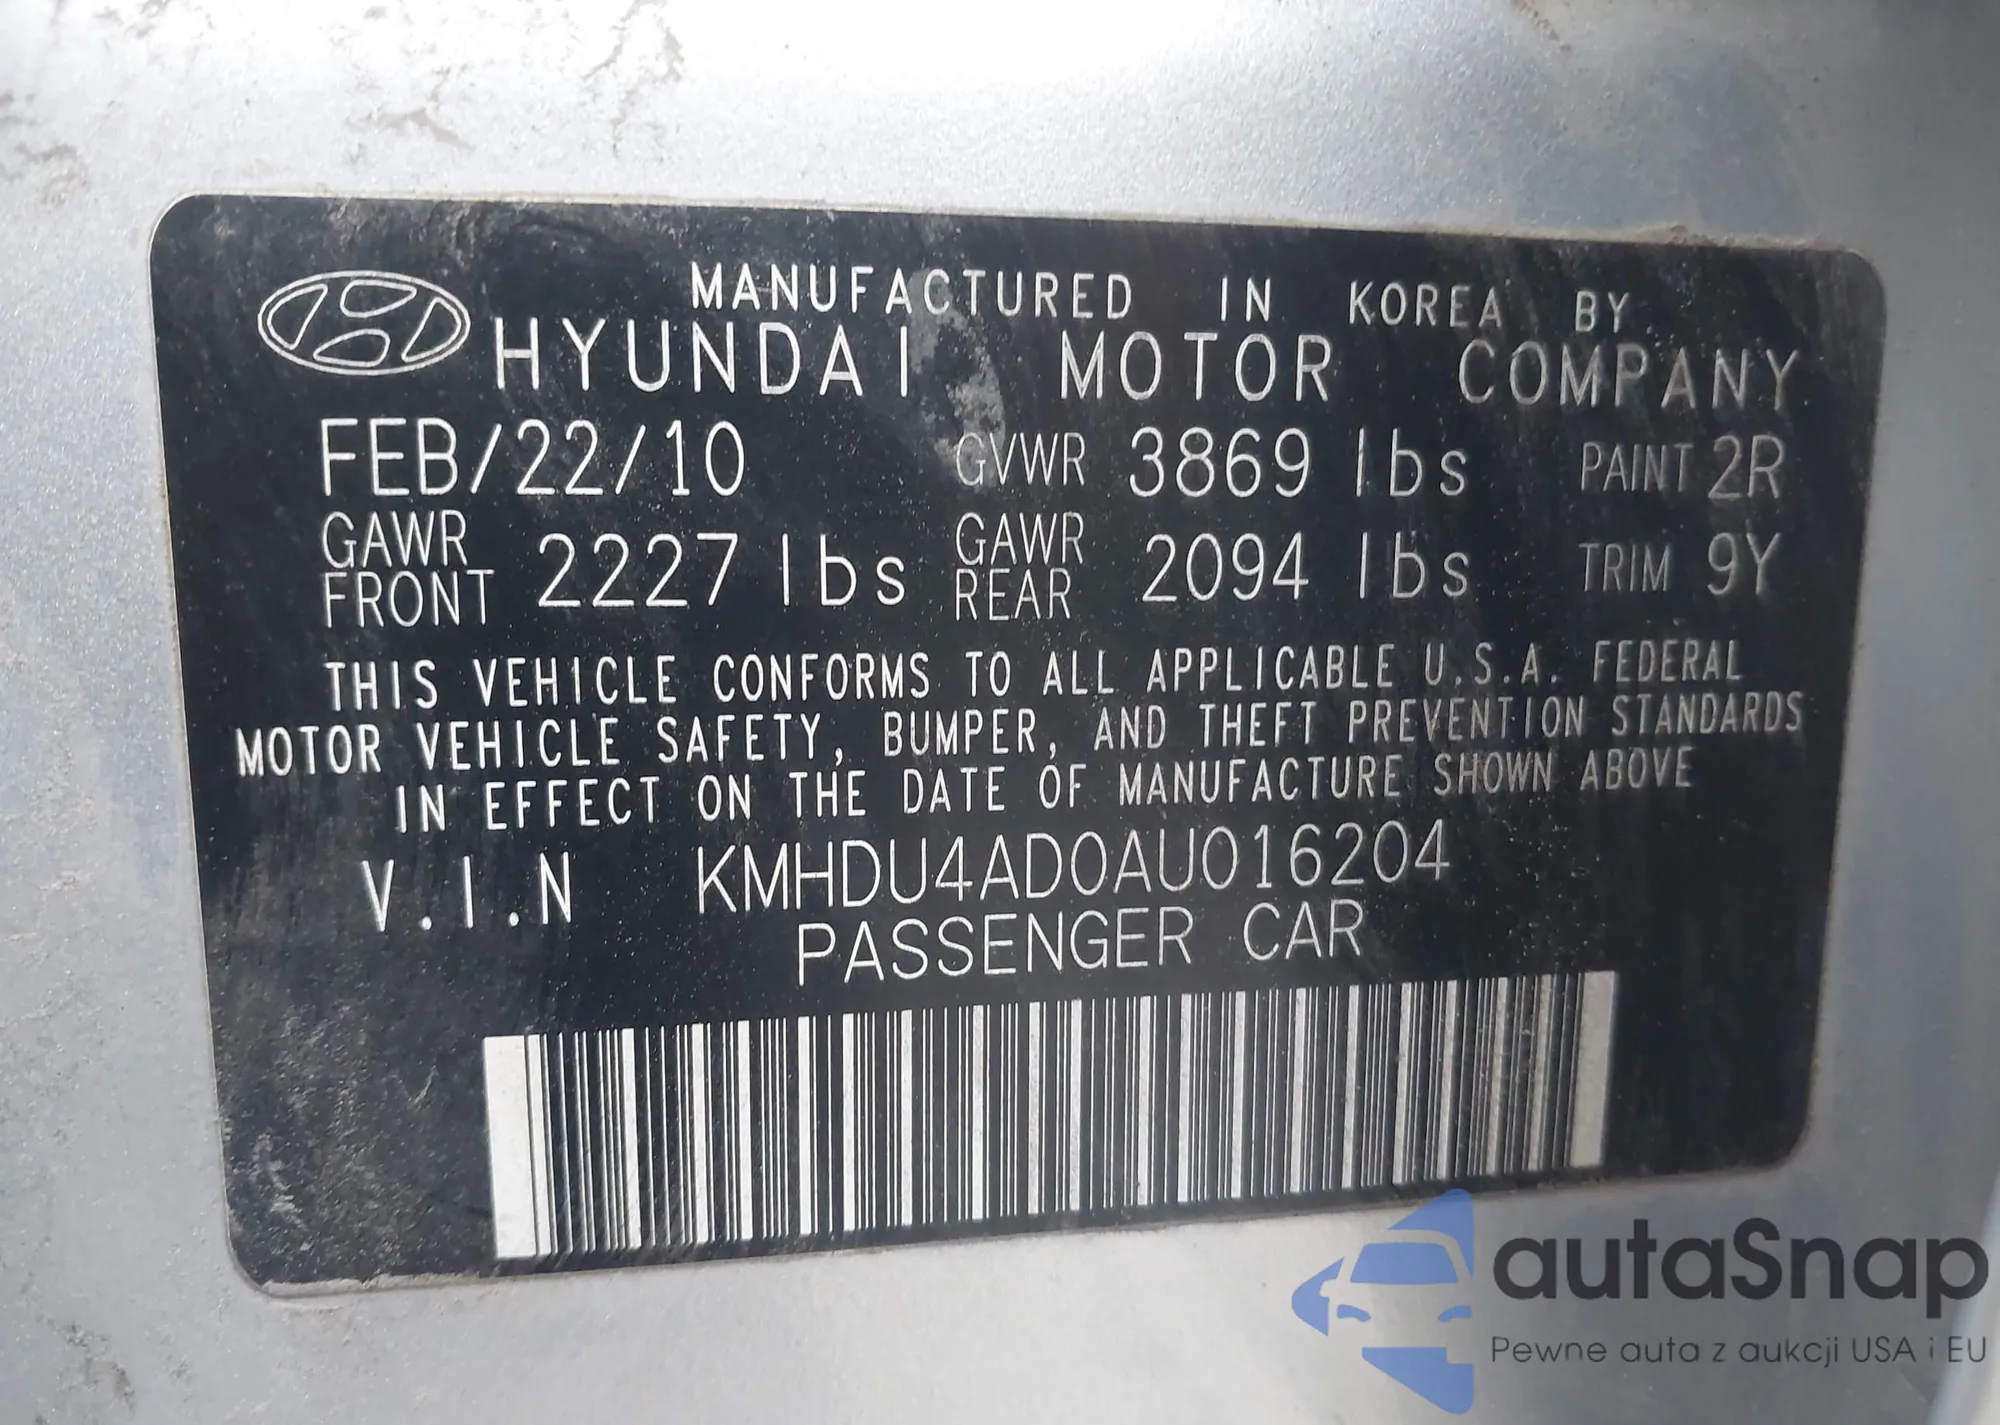 MANUFACTURED IN KOREA BY
HYUNDAI MOTOR COMPANY
FEB/22/10 GVWR 3869 lbs PAINT 2R
GAWR FRONT 2227 lbs GAWR REAR 2094 lbs TRIM 9Y
THIS VEHICLE CONFORMS TO ALL APPLICABLE U.S.A. FEDERAL
MOTOR VEHICLE SAFETY, BUMPER, AND THEFT PREVENTION STANDARDS
IN EFFECT ON THE DATE OF MANUFACTURE SHOWN ABOVE
V.I.N KMHDU4AD0AU016204
PASSENGER CAR
autaSnap
Pewne auta z aukcji USA i EU